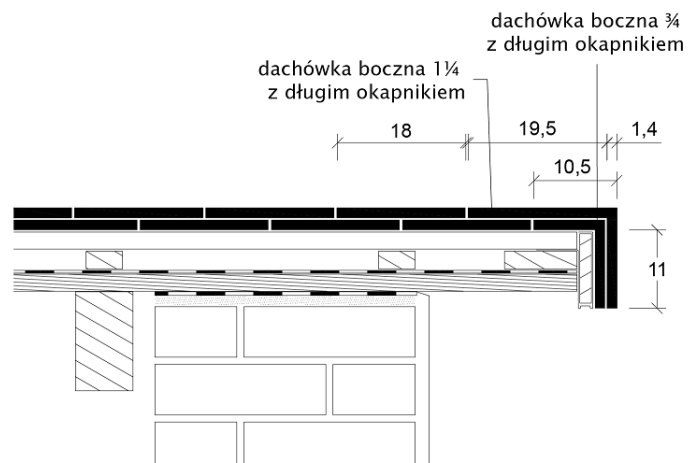 dachówka boczna ¾
z długim okapnikiem
dachówka boczna 1¼
z długim okapnikiem
18
19,5
1,4
10,5
11